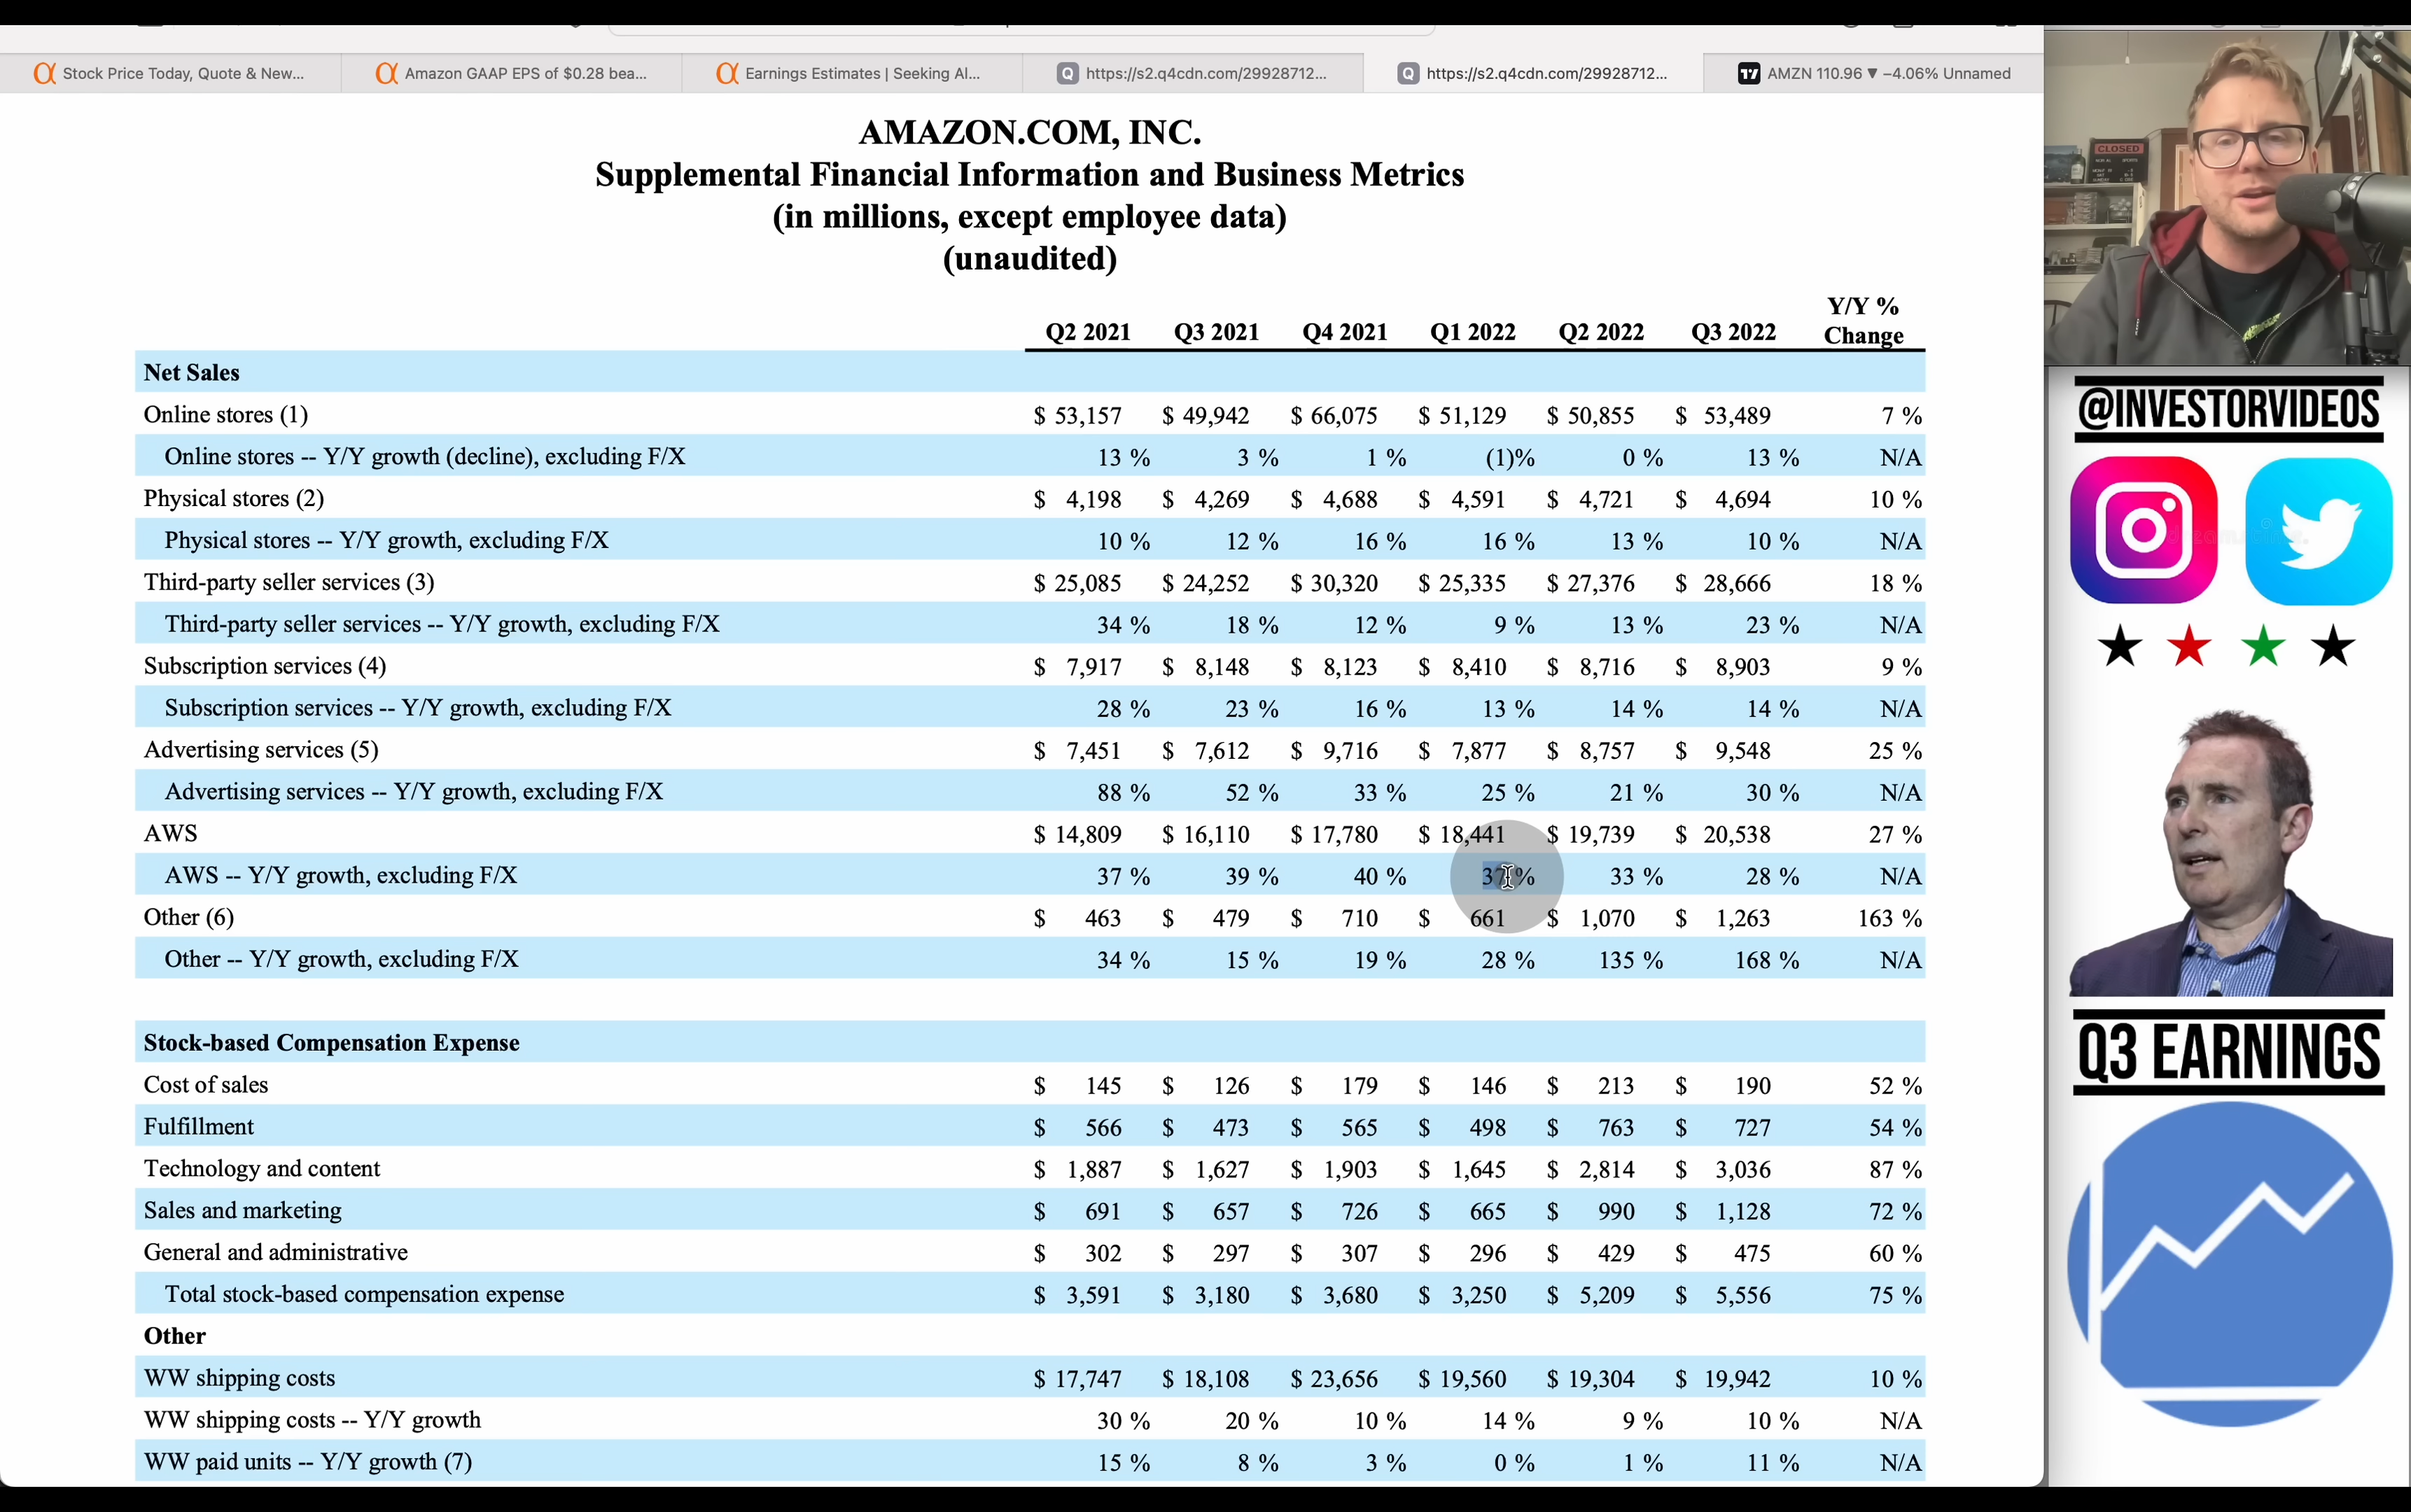 Stock Price Today, Quote & New...
Amazon GAAP EPS of $0.28 bea...
Earnings Estimates | Seeking Al...
Q https://s2.q4cdn.com/29928712...
Q https://s2.q4cdn.com/29928712...
AMZN 110.96 ▼ −4.06% Unnamed
AMAZON.COM, INC.
Supplemental Financial Information and Business Metrics
(in millions, except employee data)
(unaudited)
Q2 2021 Q3 2021 Q4 2021 Q1 2022 Q2 2022 Q3 2022 Y/Y % Change
Net Sales
Online stores (1) $ 53,157 $ 49,942 $ 66,075 $ 51,129 $ 50,855 $ 53,489 7 %
Online stores -- Y/Y growth (decline), excluding F/X 13 % 3 % 1 % (1)% 0 % 13 % N/A
Physical stores (2) $ 4,198 $ 4,269 $ 4,688 $ 4,591 $ 4,721 $ 4,694 10 %
Physical stores -- Y/Y growth, excluding F/X 10 % 12 % 16 % 16 % 13 % 10 % N/A
Third-party seller services (3) $ 25,085 $ 24,252 $ 30,320 $ 25,335 $ 27,376 $ 28,666 18 %
Third-party seller services -- Y/Y growth, excluding F/X 34 % 18 % 12 % 9 % 13 % 23 % N/A
Subscription services (4) $ 7,917 $ 8,148 $ 8,123 $ 8,410 $ 8,716 $ 8,903 9 %
Subscription services -- Y/Y growth, excluding F/X 28 % 23 % 16 % 13 % 14 % 14 % N/A
Advertising services (5) $ 7,451 $ 7,612 $ 9,716 $ 7,877 $ 8,757 $ 9,548 25 %
Advertising services -- Y/Y growth, excluding F/X 88 % 52 % 33 % 25 % 21 % 30 % N/A
AWS $ 14,809 $ 16,110 $ 17,780 $ 18,441 $ 19,739 $ 20,538 27 %
AWS -- Y/Y growth, excluding F/X 37 % 39 % 40 % 37 % 33 % 28 % N/A
Other (6) $ 463 $ 479 $ 710 $ 661 $ 1,070 $ 1,263 163 %
Other -- Y/Y growth, excluding F/X 34 % 15 % 19 % 28 % 135 % 168 % N/A
Stock-based Compensation Expense
Cost of sales $ 145 $ 126 $ 179 $ 146 $ 213 $ 190 52 %
Fulfillment $ 566 $ 473 $ 565 $ 498 $ 763 $ 727 54 %
Technology and content $ 1,887 $ 1,627 $ 1,903 $ 1,645 $ 2,814 $ 3,036 87 %
Sales and marketing $ 691 $ 657 $ 726 $ 665 $ 990 $ 1,128 72 %
General and administrative $ 302 $ 297 $ 307 $ 296 $ 429 $ 475 60 %
Total stock-based compensation expense $ 3,591 $ 3,180 $ 3,680 $ 3,250 $ 5,209 $ 5,556 75 %
Other
WW shipping costs $ 17,747 $ 18,108 $ 23,656 $ 19,560 $ 19,304 $ 19,942 10 %
WW shipping costs -- Y/Y growth 30 % 20 % 10 % 14 % 9 % 10 % N/A
WW paid units -- Y/Y growth (7) 15 % 8 % 3 % 0 % 1 % 11 % N/A
CLOSED
@INVESTORVIDEOS
Q3 EARNINGS